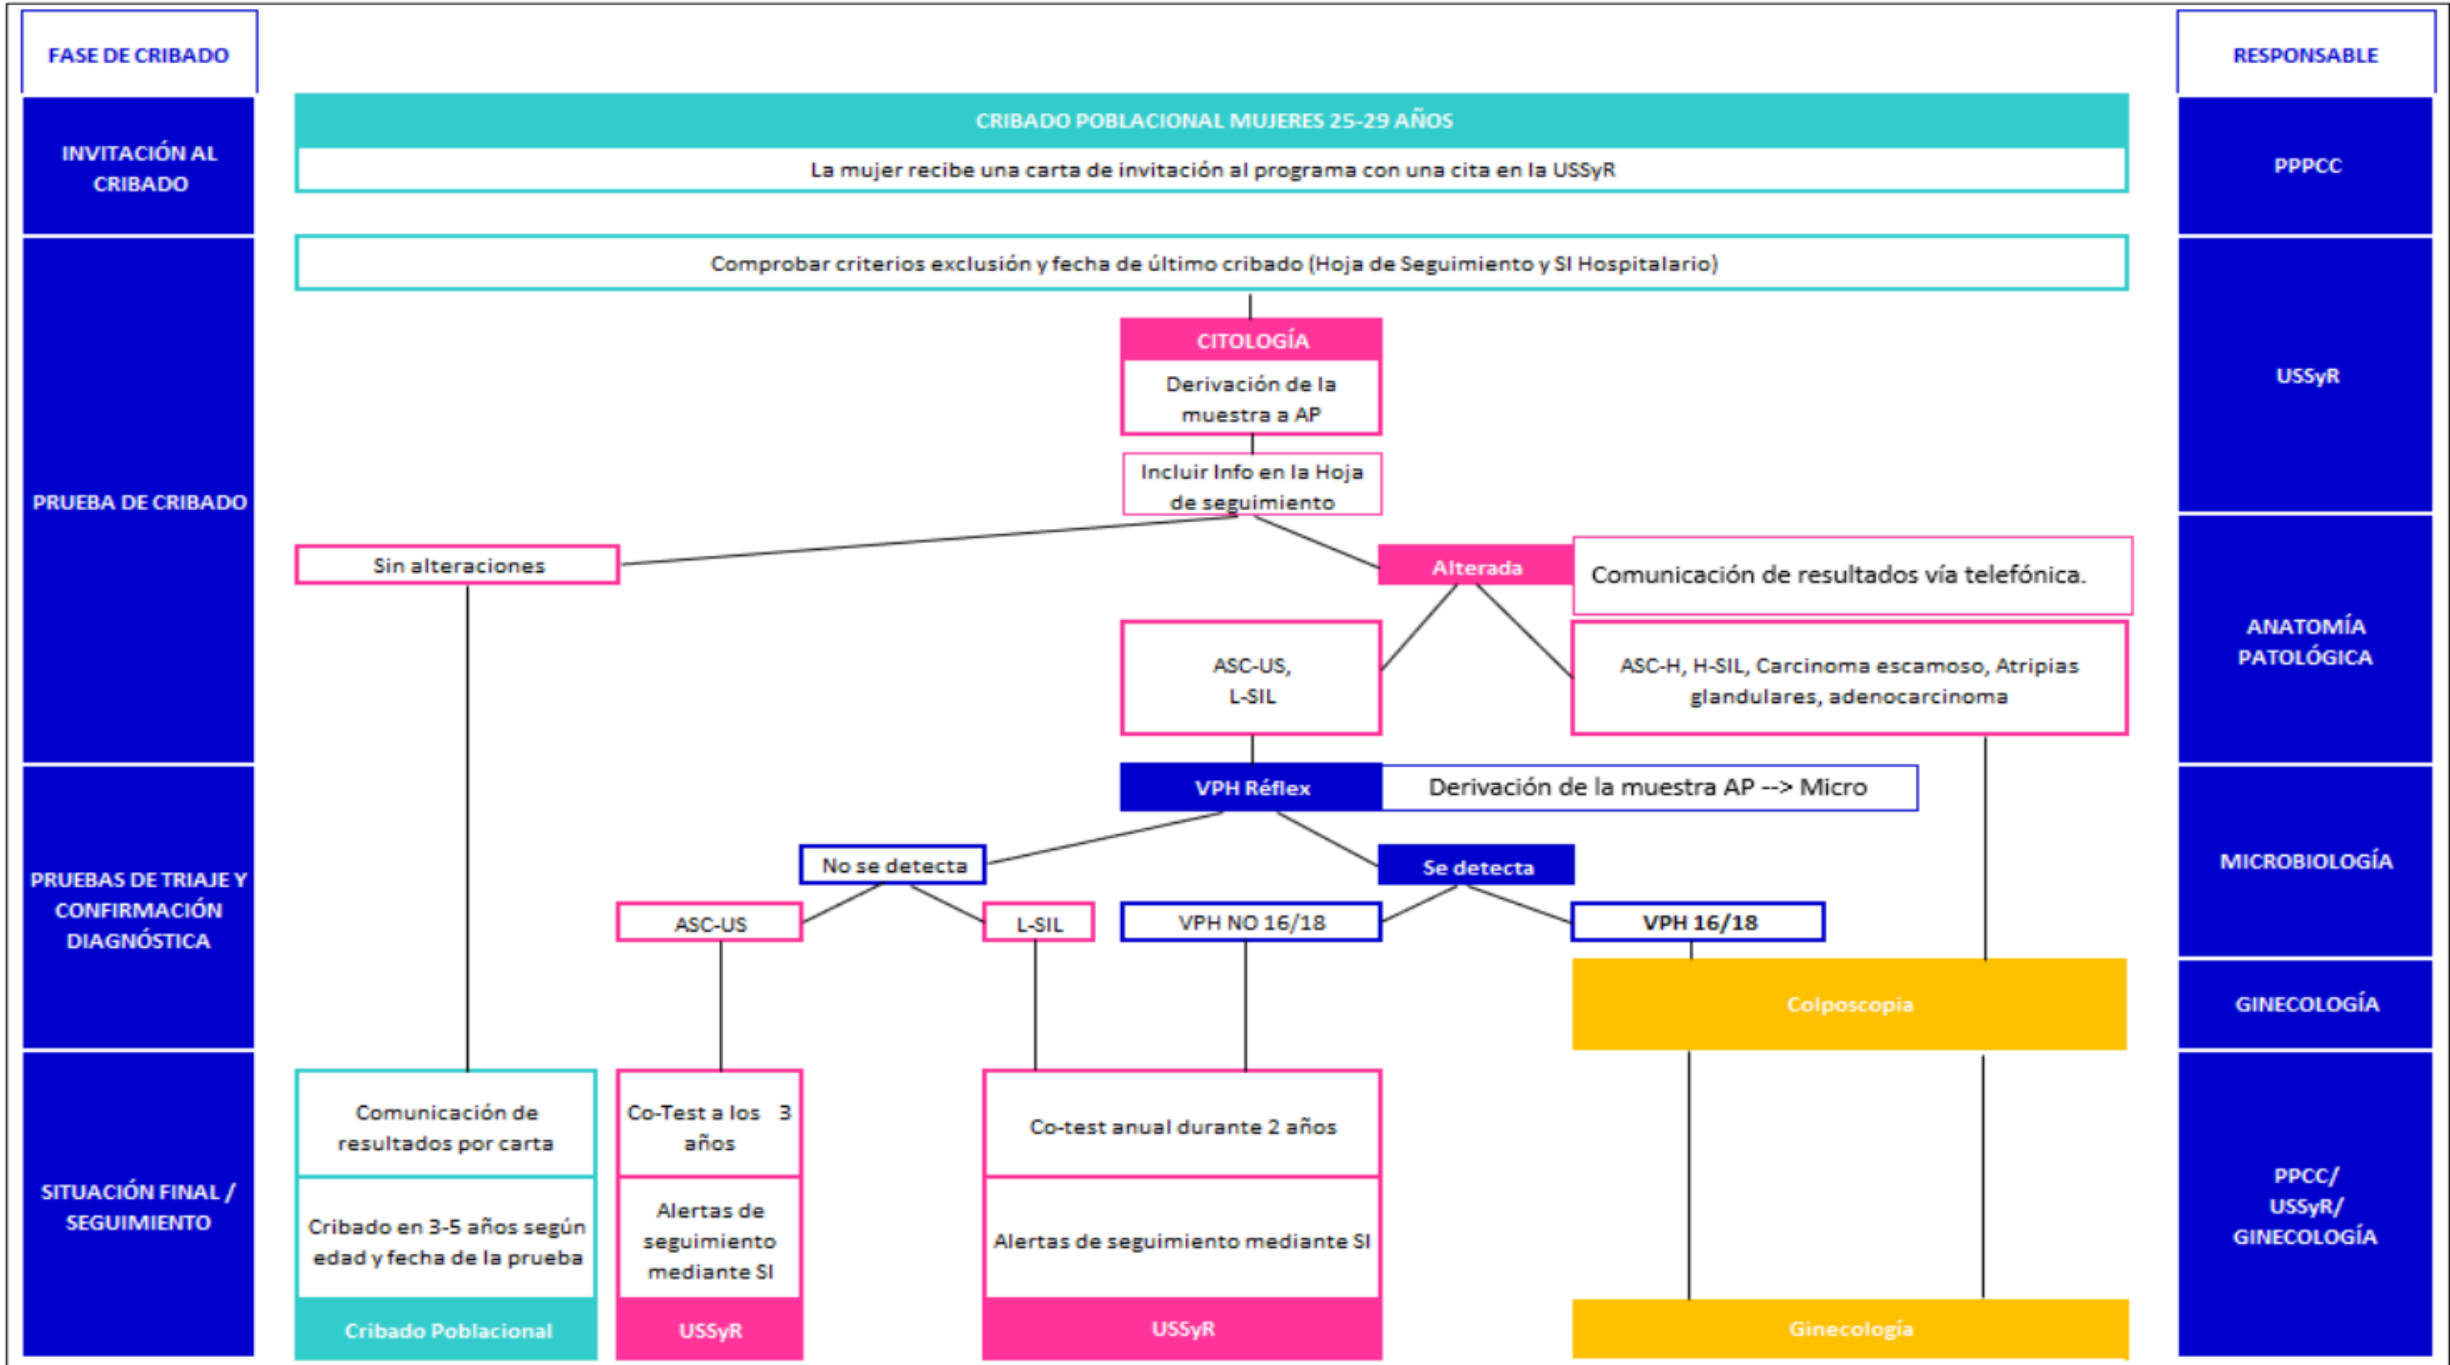 FASE DE CRIBADO
RESPONSABLE
INVITACIÓN AL
CRIBADO
CRIBADO POBLACIONAL MUJERES 25-29 AÑOS
La mujer recibe una carta de invitación al programa con una cita en la USSyR
PPPCC
PRUEBA DE CRIBADO
Comprobar criterios exclusión y fecha de último cribado (Hoja de Seguimiento y SI Hospitalario)
CITOLOGÍA
Derivación de la
muestra a AP
USSyR
Incluir Info en la Hoja
de seguimiento
Sin alteraciones
Alterada
Comunicación de resultados vía telefónica.
ASC-US,
L-SIL
ASC-H, H-SIL, Carcinoma escamoso, Atripias
glandulares, adenocarcinoma
ANATOMÍA
PATOLÓGICA
PRUEBAS DE TRIAJE Y
CONFIRMACIÓN
DIAGNÓSTICA
VPH Réflex
Derivación de la muestra AP --> Micro
No se detecta
Se detecta
MICROBIOLOGÍA
ASC-US
L-SIL
VPH NO 16/18
VPH 16/18
Colposcopia
GINECOLOGÍA
SITUACIÓN FINAL /
SEGUIMIENTO
Comunicación de
resultados por carta
Cribado en 3-5 años según
edad y fecha de la prueba
Cribado Poblacional
Co-Test a los 3
años
Alertas de
seguimiento
mediante SI
USSyR
Co-test anual durante 2 años
Alertas de seguimiento mediante SI
USSyR
Ginecología
PPCC/
USSyR/
GINECOLOGÍA